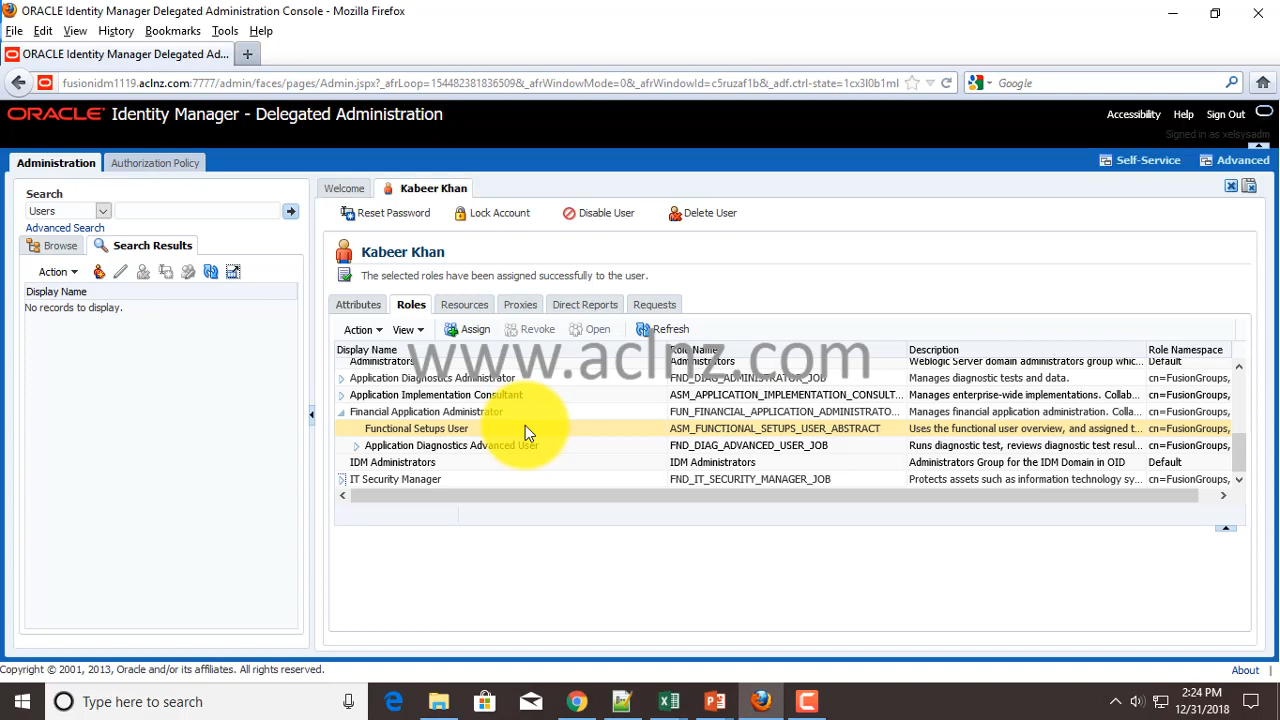 ORACLE Identity Manager Delegated Administration Console - Mozilla Firefox
File Edit View History Bookmarks Tools Help
ORACLE Identity Manager Delegated Ad...
fusionidm1119.aclnz.com:7777/admin/faces/pages/Admin.jspx?_afrLoop=154482381836509&_afrWindowMode=0&_afrWindowId=c5ruzaf1b&_adf.ctrl-state=1cx3l0b1ml
Google
ORACLE Identity Manager - Delegated Administration
Accessibility Help Sign Out
Signed in as xelsysadm
Administration Authorization Policy
Self-Service Advanced
Search
Users
Advanced Search
Browse Search Results
Action
Display Name
No records to display.
Welcome Kabeer Khan
Reset Password Lock Account Disable User Delete User
Kabeer Khan
The selected roles have been assigned successfully to the user.
Attributes Roles Resources Proxies Direct Reports Requests
Action View Assign Revoke Open Refresh
www.aclnz.com
Display Name Role Name Description Role Namespace
Administrators Administrators Weblogic Server domain administrators group whic... Default
Application Diagnostics Administrator FND_DIAG_ADMINISTRATOR_JOB Manages diagnostic tests and data. cn=FusionGroups,
Application Implementation Consultant ASM_APPLICATION_IMPLEMENTATION_CONSULT... Manages enterprise-wide implementations. Collab... cn=FusionGroups,
Financial Application Administrator FUN_FINANCIAL_APPLICATION_ADMINISTRATO... Manages financial application administration. Col... cn=FusionGroups,
Functional Setups User ASM_FUNCTIONAL_SETUPS_USER_ABSTRACT Uses the functional user overview, and assigned t... cn=FusionGroups,
Application Diagnostics Advanced User FND_DIAG_ADVANCED_USER_JOB Runs diagnostic test, reviews diagnostic test resul... cn=FusionGroups,
IDM Administrators IDM Administrators Administrators Group for the IDM Domain in OID Default
IT Security Manager FND_IT_SECURITY_MANAGER_JOB Protects assets such as information technology sy... cn=FusionGroups,
Copyright © 2001, 2013, Oracle and/or its affiliates. All rights reserved.
About
Type here to search
2:24 PM
12/31/2018